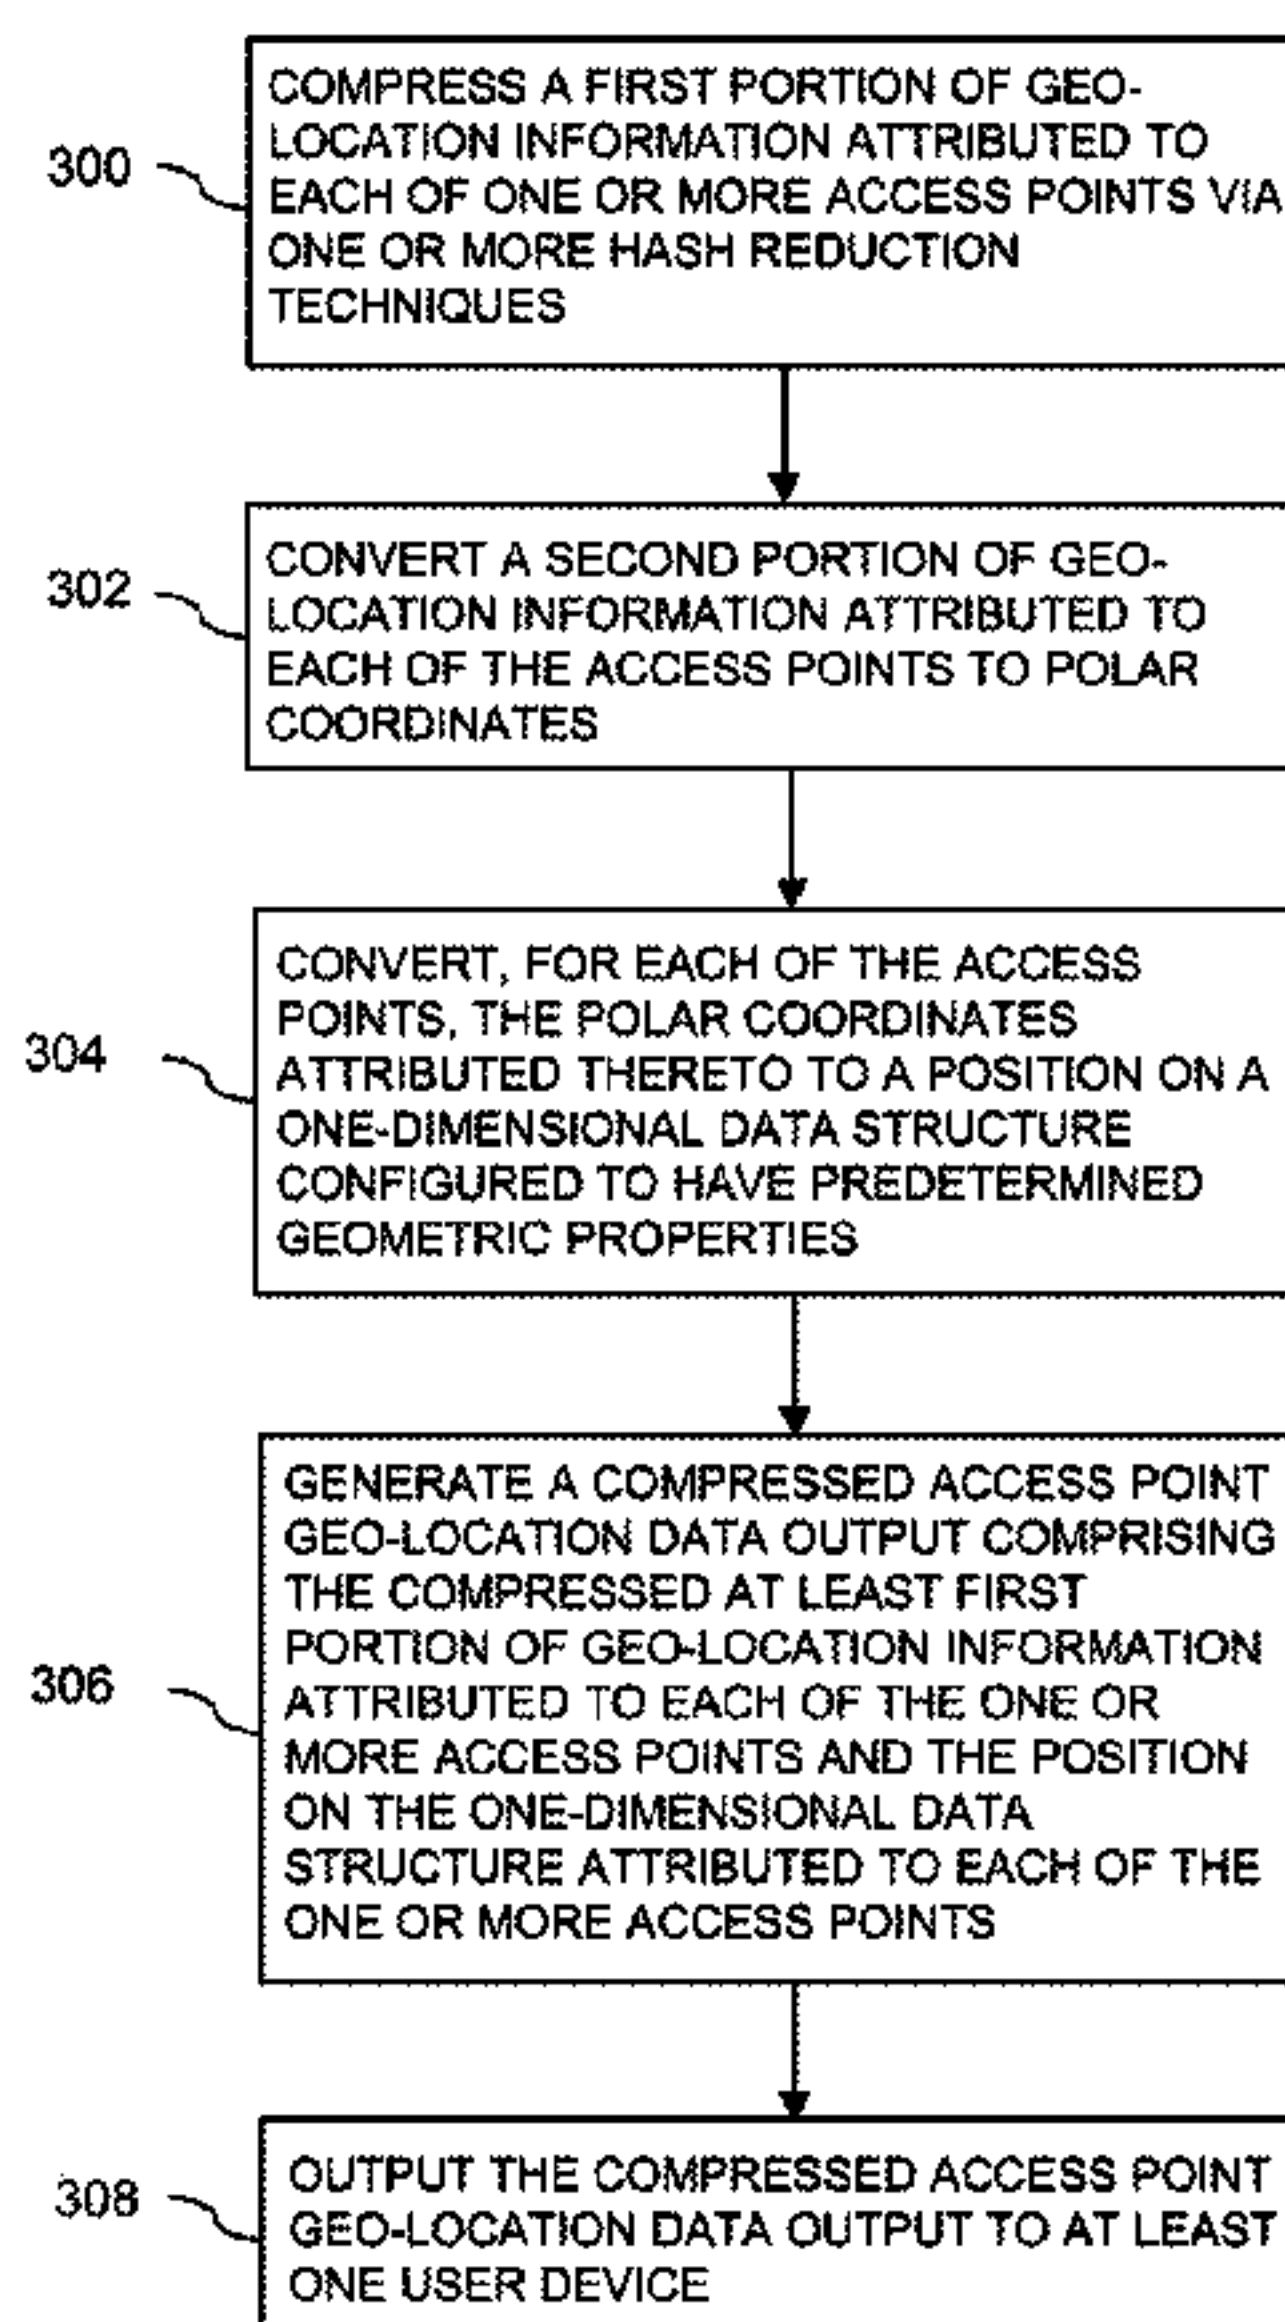 COMPRESS A FIRST PORTION OF GEO-
LOCATION INFORMATION ATTRIBUTED TO
300
EACH OF ONE OR MORE ACCESS POINTS VIA
ONE OR MORE HASH REDUCTION
TECHNIQUES
CONVERT A SECOND PORTION OF GEO-
302
LOCATION INFORMATION ATTRIBUTED TO
EACH OF THE ACCESS POINTS TO POLAR
COORDINATES
CONVERT, FOR EACH OF THE ACCESS
POINTS, THE POLAR COORDINATES
304
ATTRIBUTED THERETO TO A POSITION ON A
ONE-DIMENSIONAL DATA STRUCTURE
CONFIGURED TO HAVE PREDETERMINED
GEOMETRIC PROPERTIES
GENERATE A COMPRESSED ACCESS POINT
GEO-LOCATION DATA OUTPUT COMPRISING
THE COMPRESSED AT LEAST FIRST
PORTION OF GEO-LOCATION INFORMATION
306
ATTRIBUTED TO EACH OF THE ONE OR
MORE ACCESS POINTS AND THE POSITION
ON THE ONE-DIMENSIONAL DATA
STRUCTURE ATTRIBUTED TO EACH OF THE
ONE OR MORE ACCESS POINTS
OUTPUT THE COMPRESSED ACCESS POINT
308
GEO-LOCATION DATA OUTPUT TO AT LEAST
ONE USER DEVICE